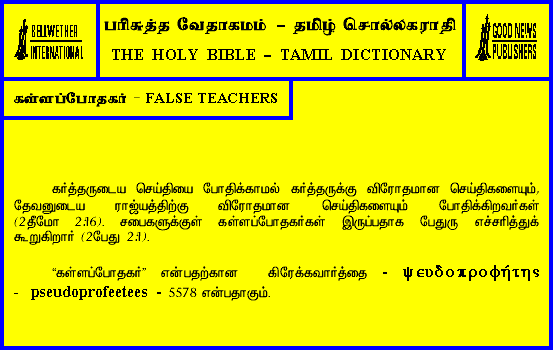 BELLWETHER
INTERNATIONAL
பரிசுத்த வேதாகமம் – தமிழ் சொல்லகராதி
THE HOLY BIBLE – TAMIL DICTIONARY
GOOD NEWS
PUBLISHERS
கள்ளப்போதகர் – FALSE TEACHERS
கர்த்தருடைய செய்தியை போதிக்காமல் கர்த்தருக்கு விரோதமான செய்திகளையும்,
தேவனுடைய ராஜ்யத்திற்கு விரோதமான செய்திகளையும் போதிக்கிறவர்கள்
(2தீமோ 2:16). சபைகளுக்குள் கள்ளப்போதகர்கள் இருப்பதாக பேதுரு எச்சரித்துக்
கூறுகிறார் (2பேது 2:1).
“கள்ளப்போதகர்” என்பதற்கான கிரேக்கவார்த்தை - ψευδοπροφήτης
- pseudoprofeetees - 5578 என்பதாகும்.